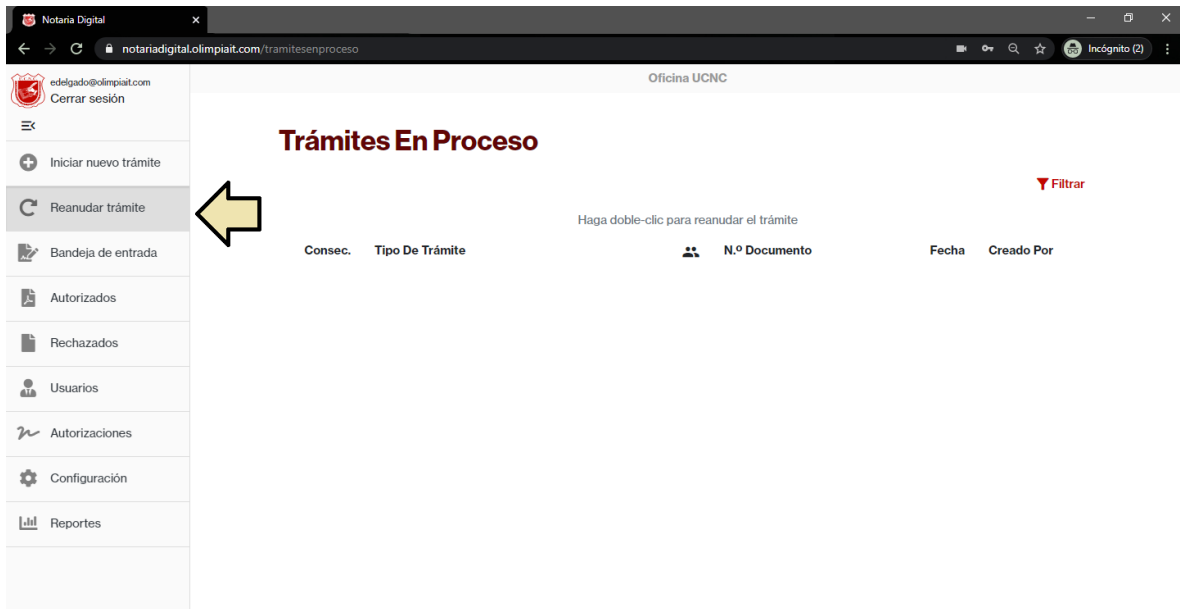 Notaria Digital
notariadigital.olimpiait.com/tramitesenproceso
Incógnito (2)
edelgado@olimpiait.com
Cerrar sesión
Oficina UCNC
Iniciar nuevo trámite
Reanudar trámite
Bandeja de entrada
Autorizados
Rechazados
Usuarios
Autorizaciones
Configuración
Reportes
Trámites En Proceso
Filtrar
Haga doble-clic para reanudar el trámite
Consec. Tipo De Trámite N.º Documento Fecha Creado Por